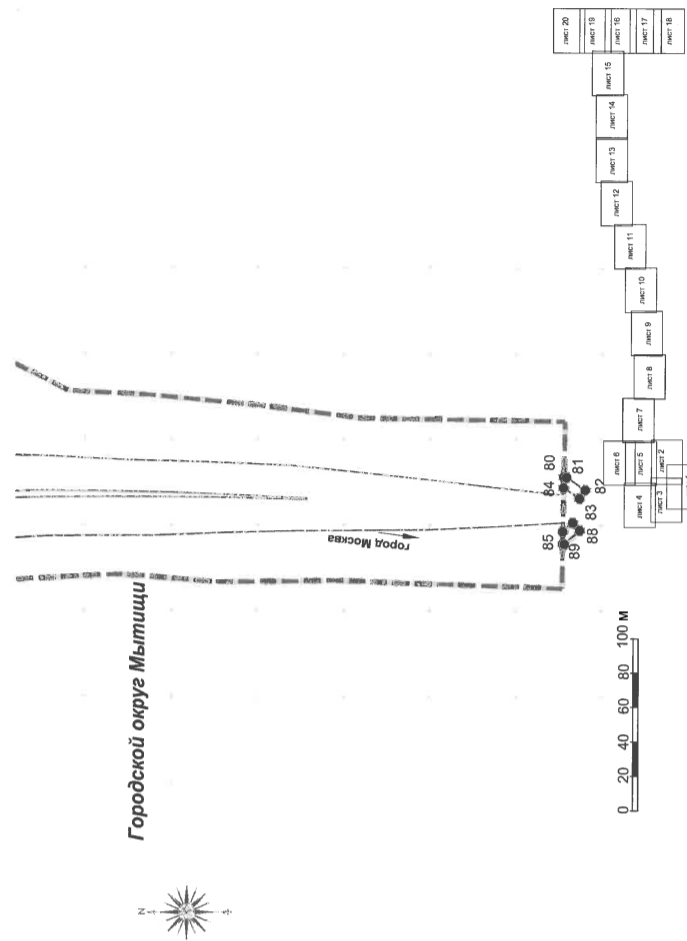 Городской округ Мытищи
город Москва
N
S
80
81
84
82
83
85
88
89
0 20 40 60 80 100 м
лист 20
лист 19
лист 16
лист 17
лист 18
лист 15
лист 14
лист 13
лист 12
лист 11
лист 10
лист 9
лист 8
лист 7
лист 6
лист 5
лист 2
лист 4
лист 3